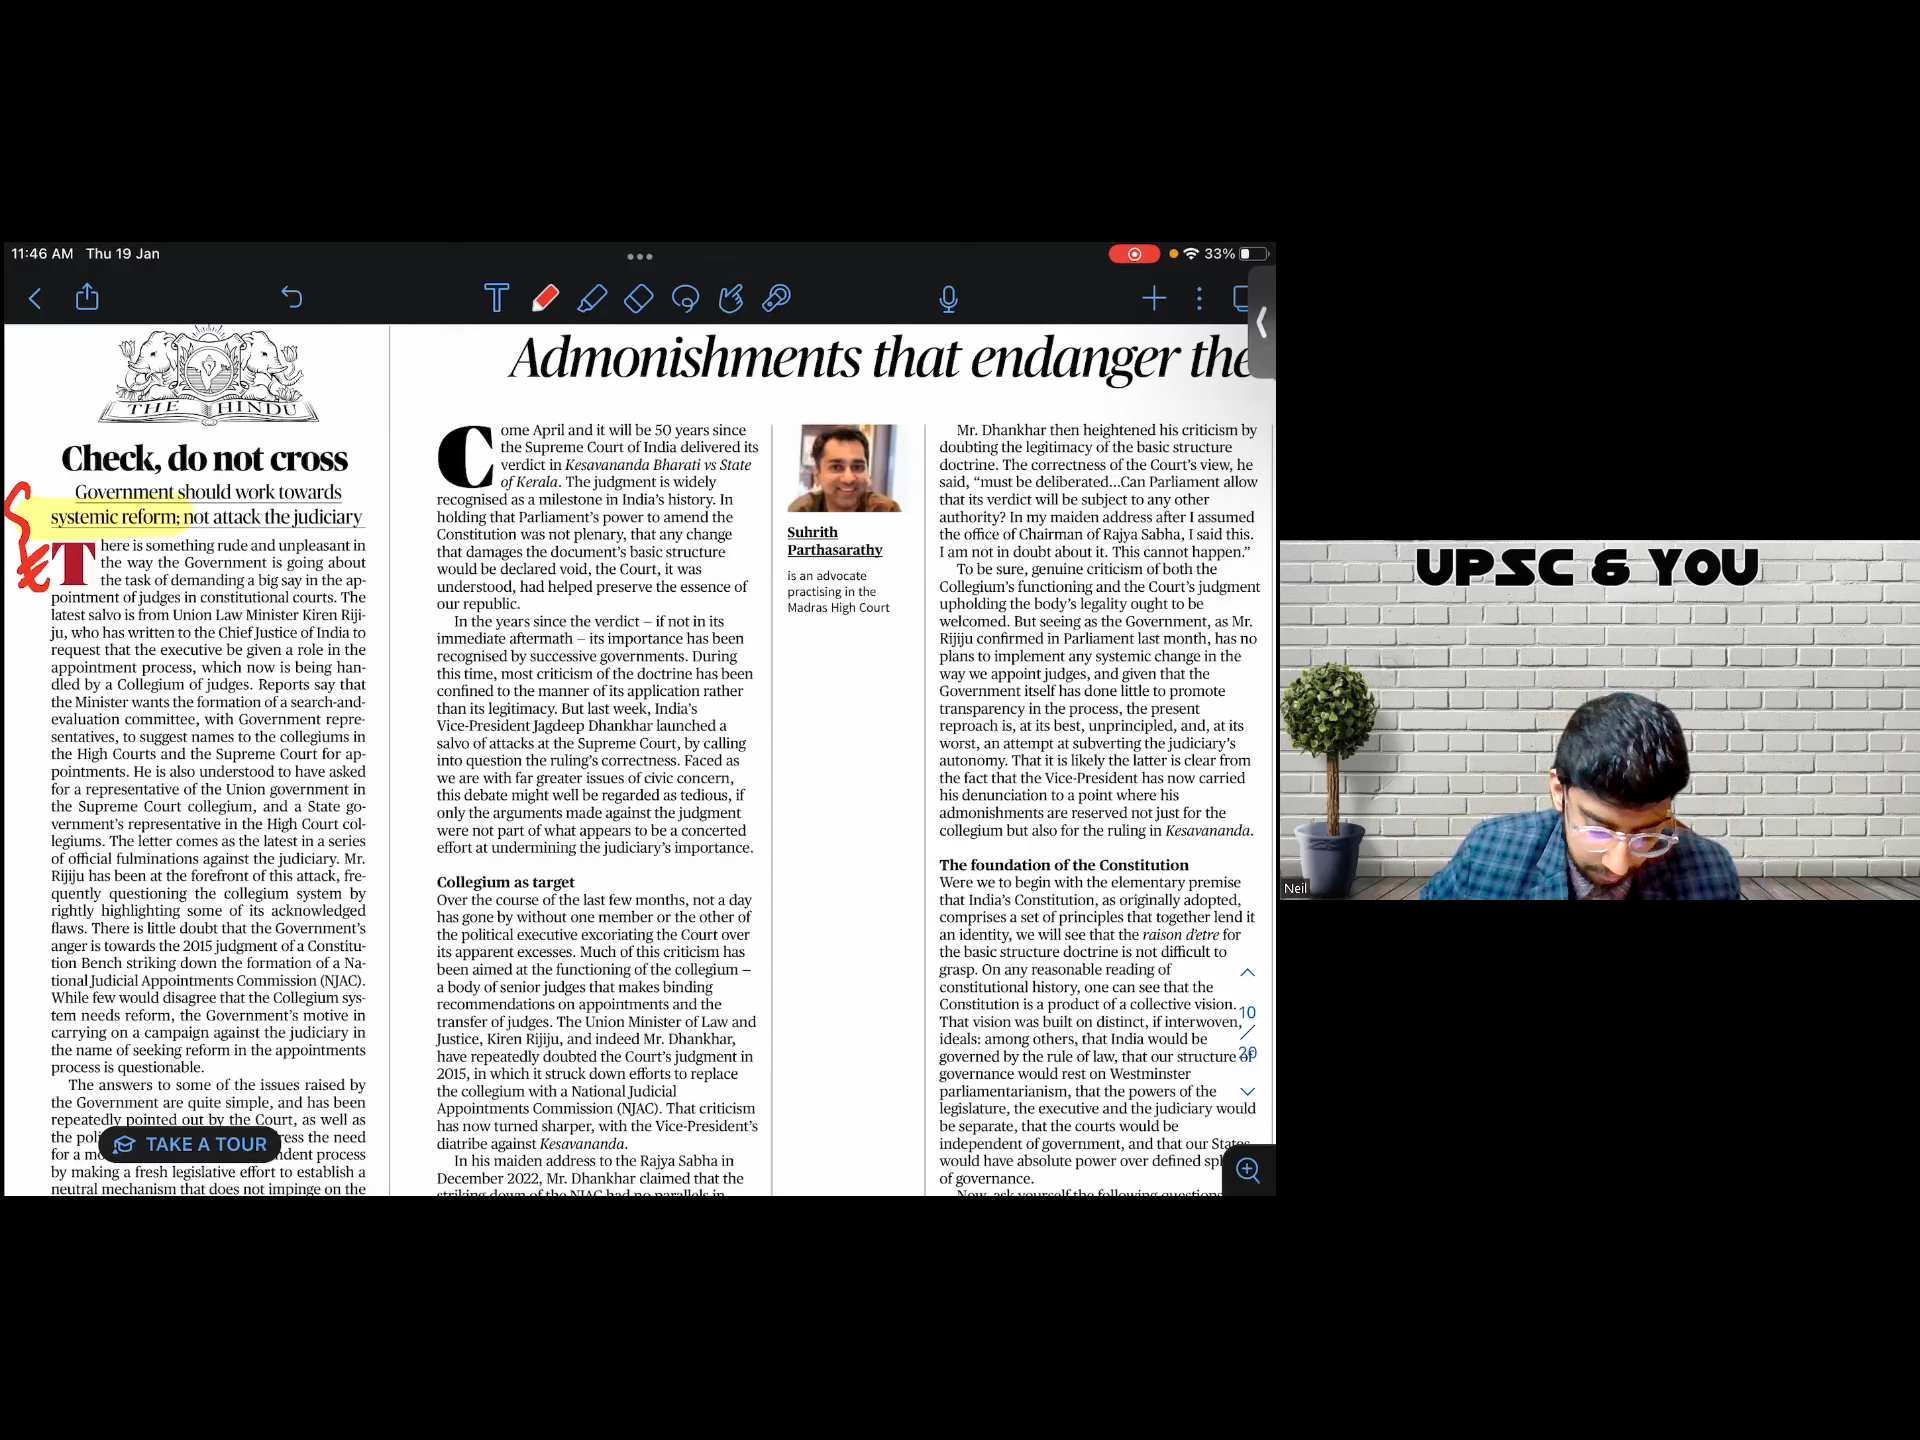 11:46 AM Thu 19 Jan
33%
THE HINDU
Check, do not cross
Government should work towards
systemic reform; not attack the judiciary
There is something rude and unpleasant in
the way the Government is going about
the task of demanding a big say in the ap-
pointment of judges in constitutional courts. The
latest salvo is from Union Law Minister Kiren Riji-
ju, who has written to the Chief Justice of India to
request that the executive be given a role in the
appointment process, which now is being han-
dled by a Collegium of judges. Reports say that
the Minister wants the formation of a search-and-
evaluation committee, with Government repre-
sentatives, to suggest names to the collegiums in
the High Courts and the Supreme Court for ap-
pointments. He is also understood to have asked
for a representative of the Union government in
the Supreme Court collegium, and a State go-
vernment's representative in the High Court col-
legiums. The letter comes as the latest in a series
of official fulminations against the judiciary. Mr.
Rijiju has been at the forefront of this attack, fre-
quently questioning the collegium system by
rightly highlighting some of its acknowledged
flaws. There is little doubt that the Government's
anger is towards the 2015 judgment of a Constitu-
tion Bench striking down the formation of a Na-
tional Judicial Appointments Commission (NJAC).
While few would disagree that the Collegium sys-
tem needs reform, the Government's motive in
carrying on a campaign against the judiciary in
the name of seeking reform in the appointments
process is questionable.
The answers to some of the issues raised by
the Government are quite simple, and has been
repeatedly pointed out by the Court, as well as
the need
for a process
by making a fresh legislative effort to establish a
neutral mechanism that does not impinge on the
TAKE A TOUR
Admonishments that endanger the
Come April and it will be 50 years since
the Supreme Court of India delivered its
verdict in Kesavananda Bharati vs State
of Kerala. The judgment is widely
recognised as a milestone in India's history. In
holding that Parliament's power to amend the
Constitution was not plenary, that any change
that damages the document's basic structure
would be declared void, the Court, it was
understood, had helped preserve the essence of
our republic.
In the years since the verdict – if not in its
immediate aftermath – its importance has been
recognised by successive governments. During
this time, most criticism of the doctrine has been
confined to the manner of its application rather
than its legitimacy. But last week, India's
Vice-President Jagdeep Dhankhar launched a
salvo of attacks at the Supreme Court, by calling
into question the ruling's correctness. Faced as
we are with far greater issues of civic concern,
this debate might well be regarded as tedious, if
only the arguments made against the judgment
were not part of what appears to be a concerted
effort at undermining the judiciary's importance.
Collegium as target
Over the course of the last few months, not a day
has gone by without one member or the other of
the political executive excoriating the Court over
its apparent excesses. Much of this criticism has
been aimed at the functioning of the collegium –
a body of senior judges that makes binding
recommendations on appointments and the
transfer of judges. The Union Minister of Law and
Justice, Kiren Rijiju, and indeed Mr. Dhankhar,
have repeatedly doubted the Court's judgment in
2015, in which it struck down efforts to replace
the collegium with a National Judicial
Appointments Commission (NJAC). That criticism
has now turned sharper, with the Vice-President's
diatribe against Kesavananda.
In his maiden address to the Rajya Sabha in
December 2022, Mr. Dhankhar claimed that the
striking down of the NJAC had no parallels in
Suhrith
Parthasarathy
is an advocate
practising in the
Madras High Court
Mr. Dhankhar then heightened his criticism by
doubting the legitimacy of the basic structure
doctrine. The correctness of the Court's view, he
said, "must be deliberated...Can Parliament allow
that its verdict will be subject to any other
authority? In my maiden address after I assumed
the office of Chairman of Rajya Sabha, I said this.
I am not in doubt about it. This cannot happen."
To be sure, genuine criticism of both the
Collegium's functioning and the Court's judgment
upholding the body's legality ought to be
welcomed. But seeing as the Government, as Mr.
Rijiju confirmed in Parliament last month, has no
plans to implement any systemic change in the
way we appoint judges, and given that the
Government itself has done little to promote
transparency in the process, the present
reproach is, at its best, unprincipled, and, at its
worst, an attempt at subverting the judiciary's
autonomy. That it is likely the latter is clear from
the fact that the Vice-President has now carried
his denunciation to a point where his
admonishments are reserved not just for the
collegium but also for the ruling in Kesavananda.
The foundation of the Constitution
Were we to begin with the elementary premise
that India's Constitution, as originally adopted,
comprises a set of principles that together lend it
an identity, we will see that the raison d'etre for
the basic structure doctrine is not difficult to
grasp. On any reasonable reading of
constitutional history, one can see that the
Constitution is a product of a collective vision.
That vision was built on distinct, if interwoven,
ideals: among others, that India would be
governed by the rule of law, that our structure of
governance would rest on Westminster
parliamentarianism, that the powers of the
legislature, the executive and the judiciary would
be separate, that the courts would be
independent of government, and that our States
would have absolute power over defined
of governance.
Now, ask yourself the following questions
10
/
20
UPSC & YOU
Neil